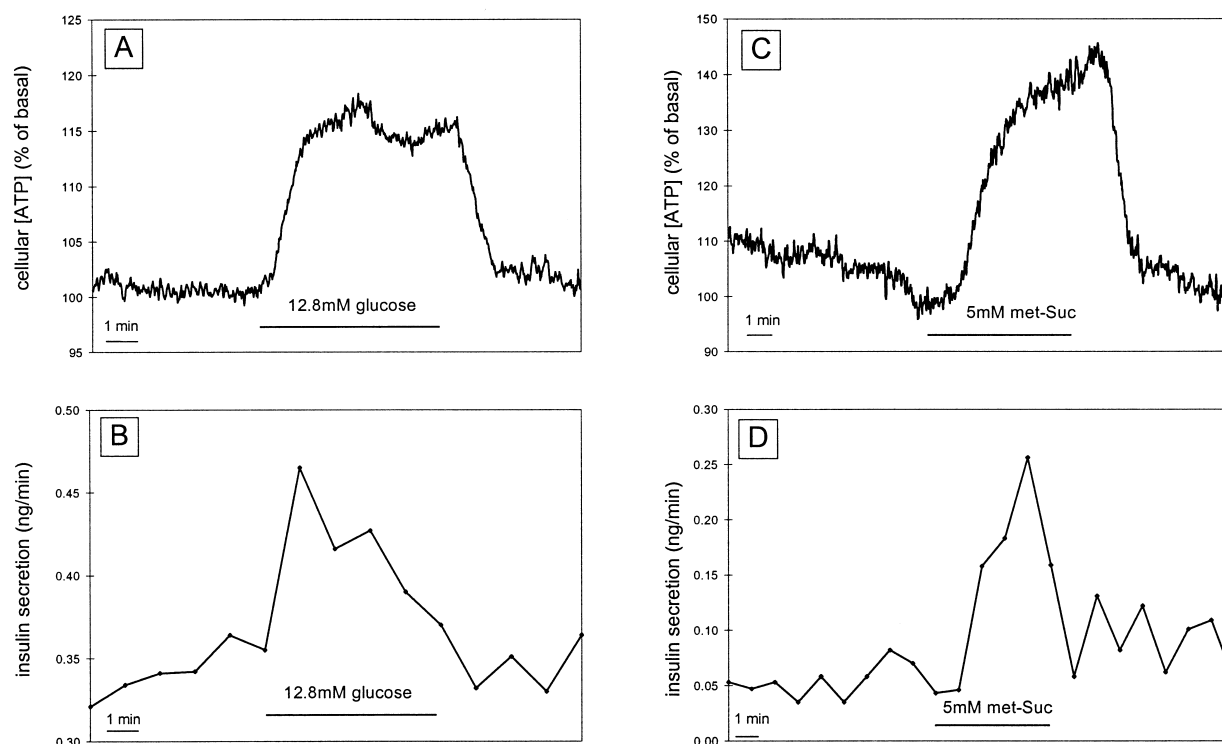 A
cellular [ATP] (% of basal)
125
120
115
110
105
100
95
12.8mM glucose
1 min
C
cellular [ATP] (% of basal)
150
140
130
120
110
100
90
5mM met-Suc
1 min
B
insulin secretion (ng/min)
0.50
0.45
0.40
0.35
0.30
12.8mM glucose
1 min
D
insulin secretion (ng/min)
0.30
0.25
0.20
0.15
0.10
0.05
0.00
5mM met-Suc
1 min